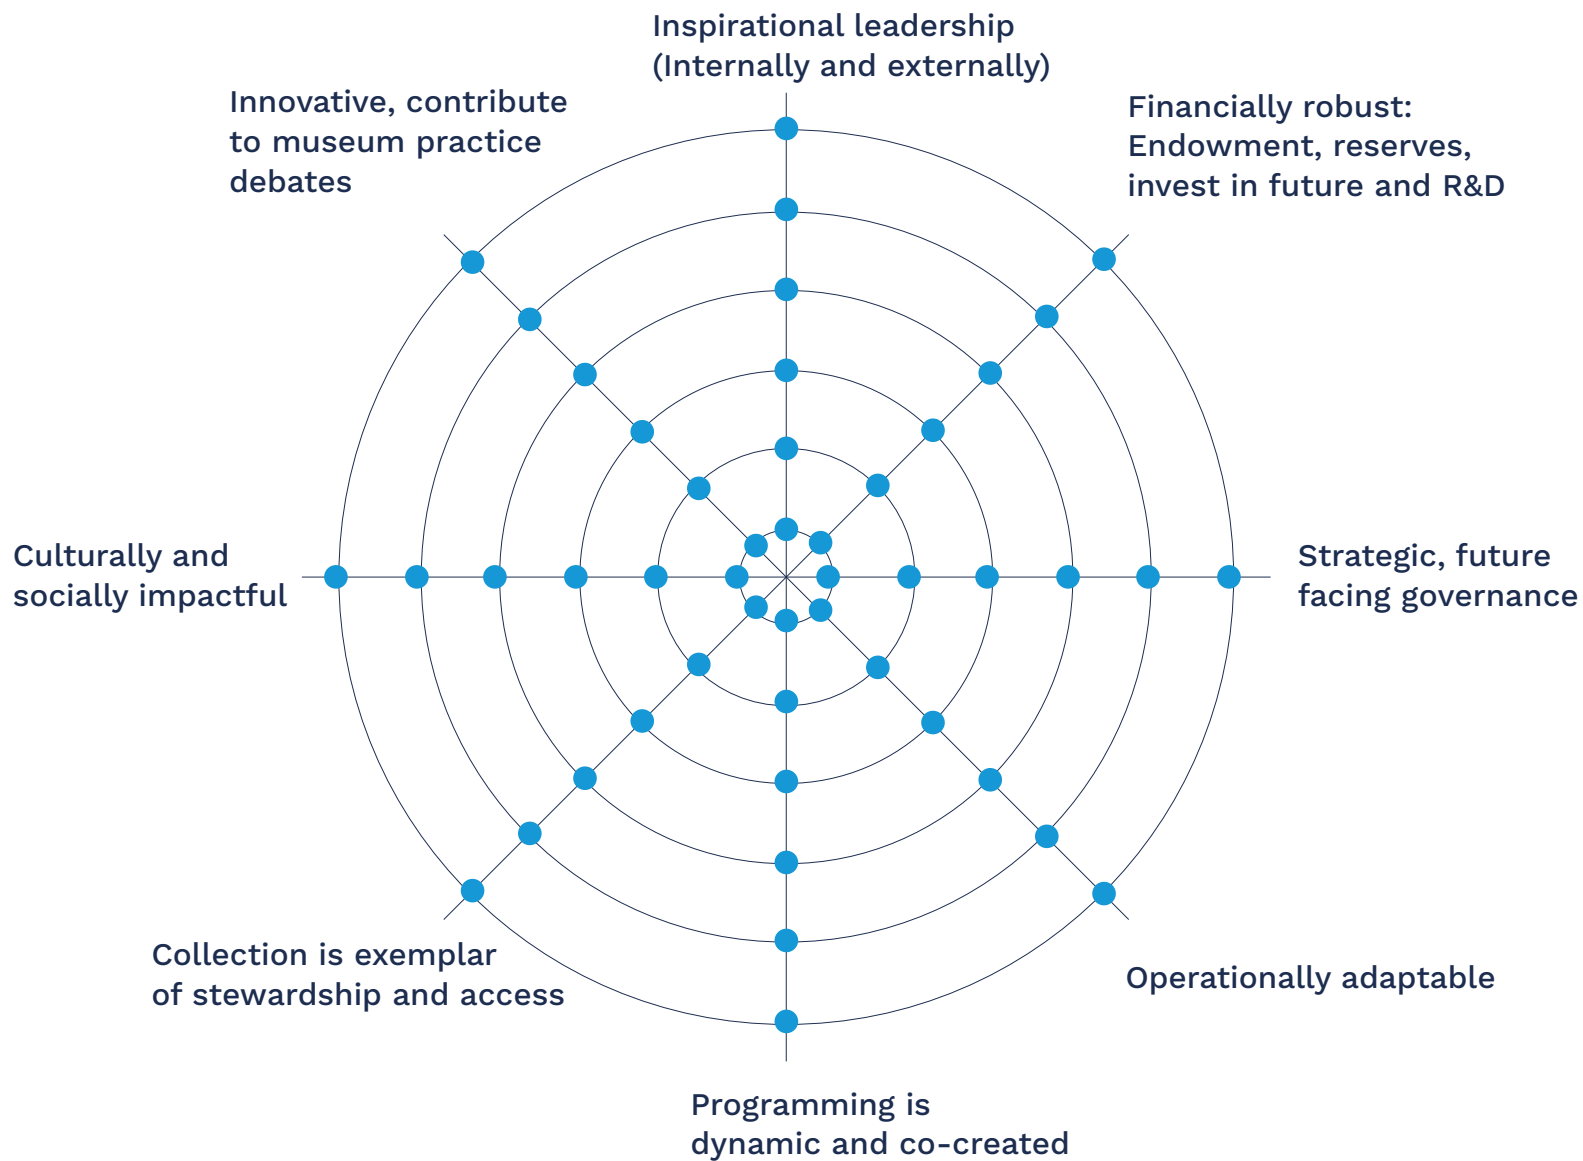 Inspirational leadership
(Internally and externally)
Innovative, contribute
to museum practice
debates
Financially robust:
Endowment, reserves,
invest in future and R&D
Culturally and
socially impactful
Strategic, future
facing governance
Collection is exemplar
of stewardship and access
Operationally adaptable
Programming is
dynamic and co-created